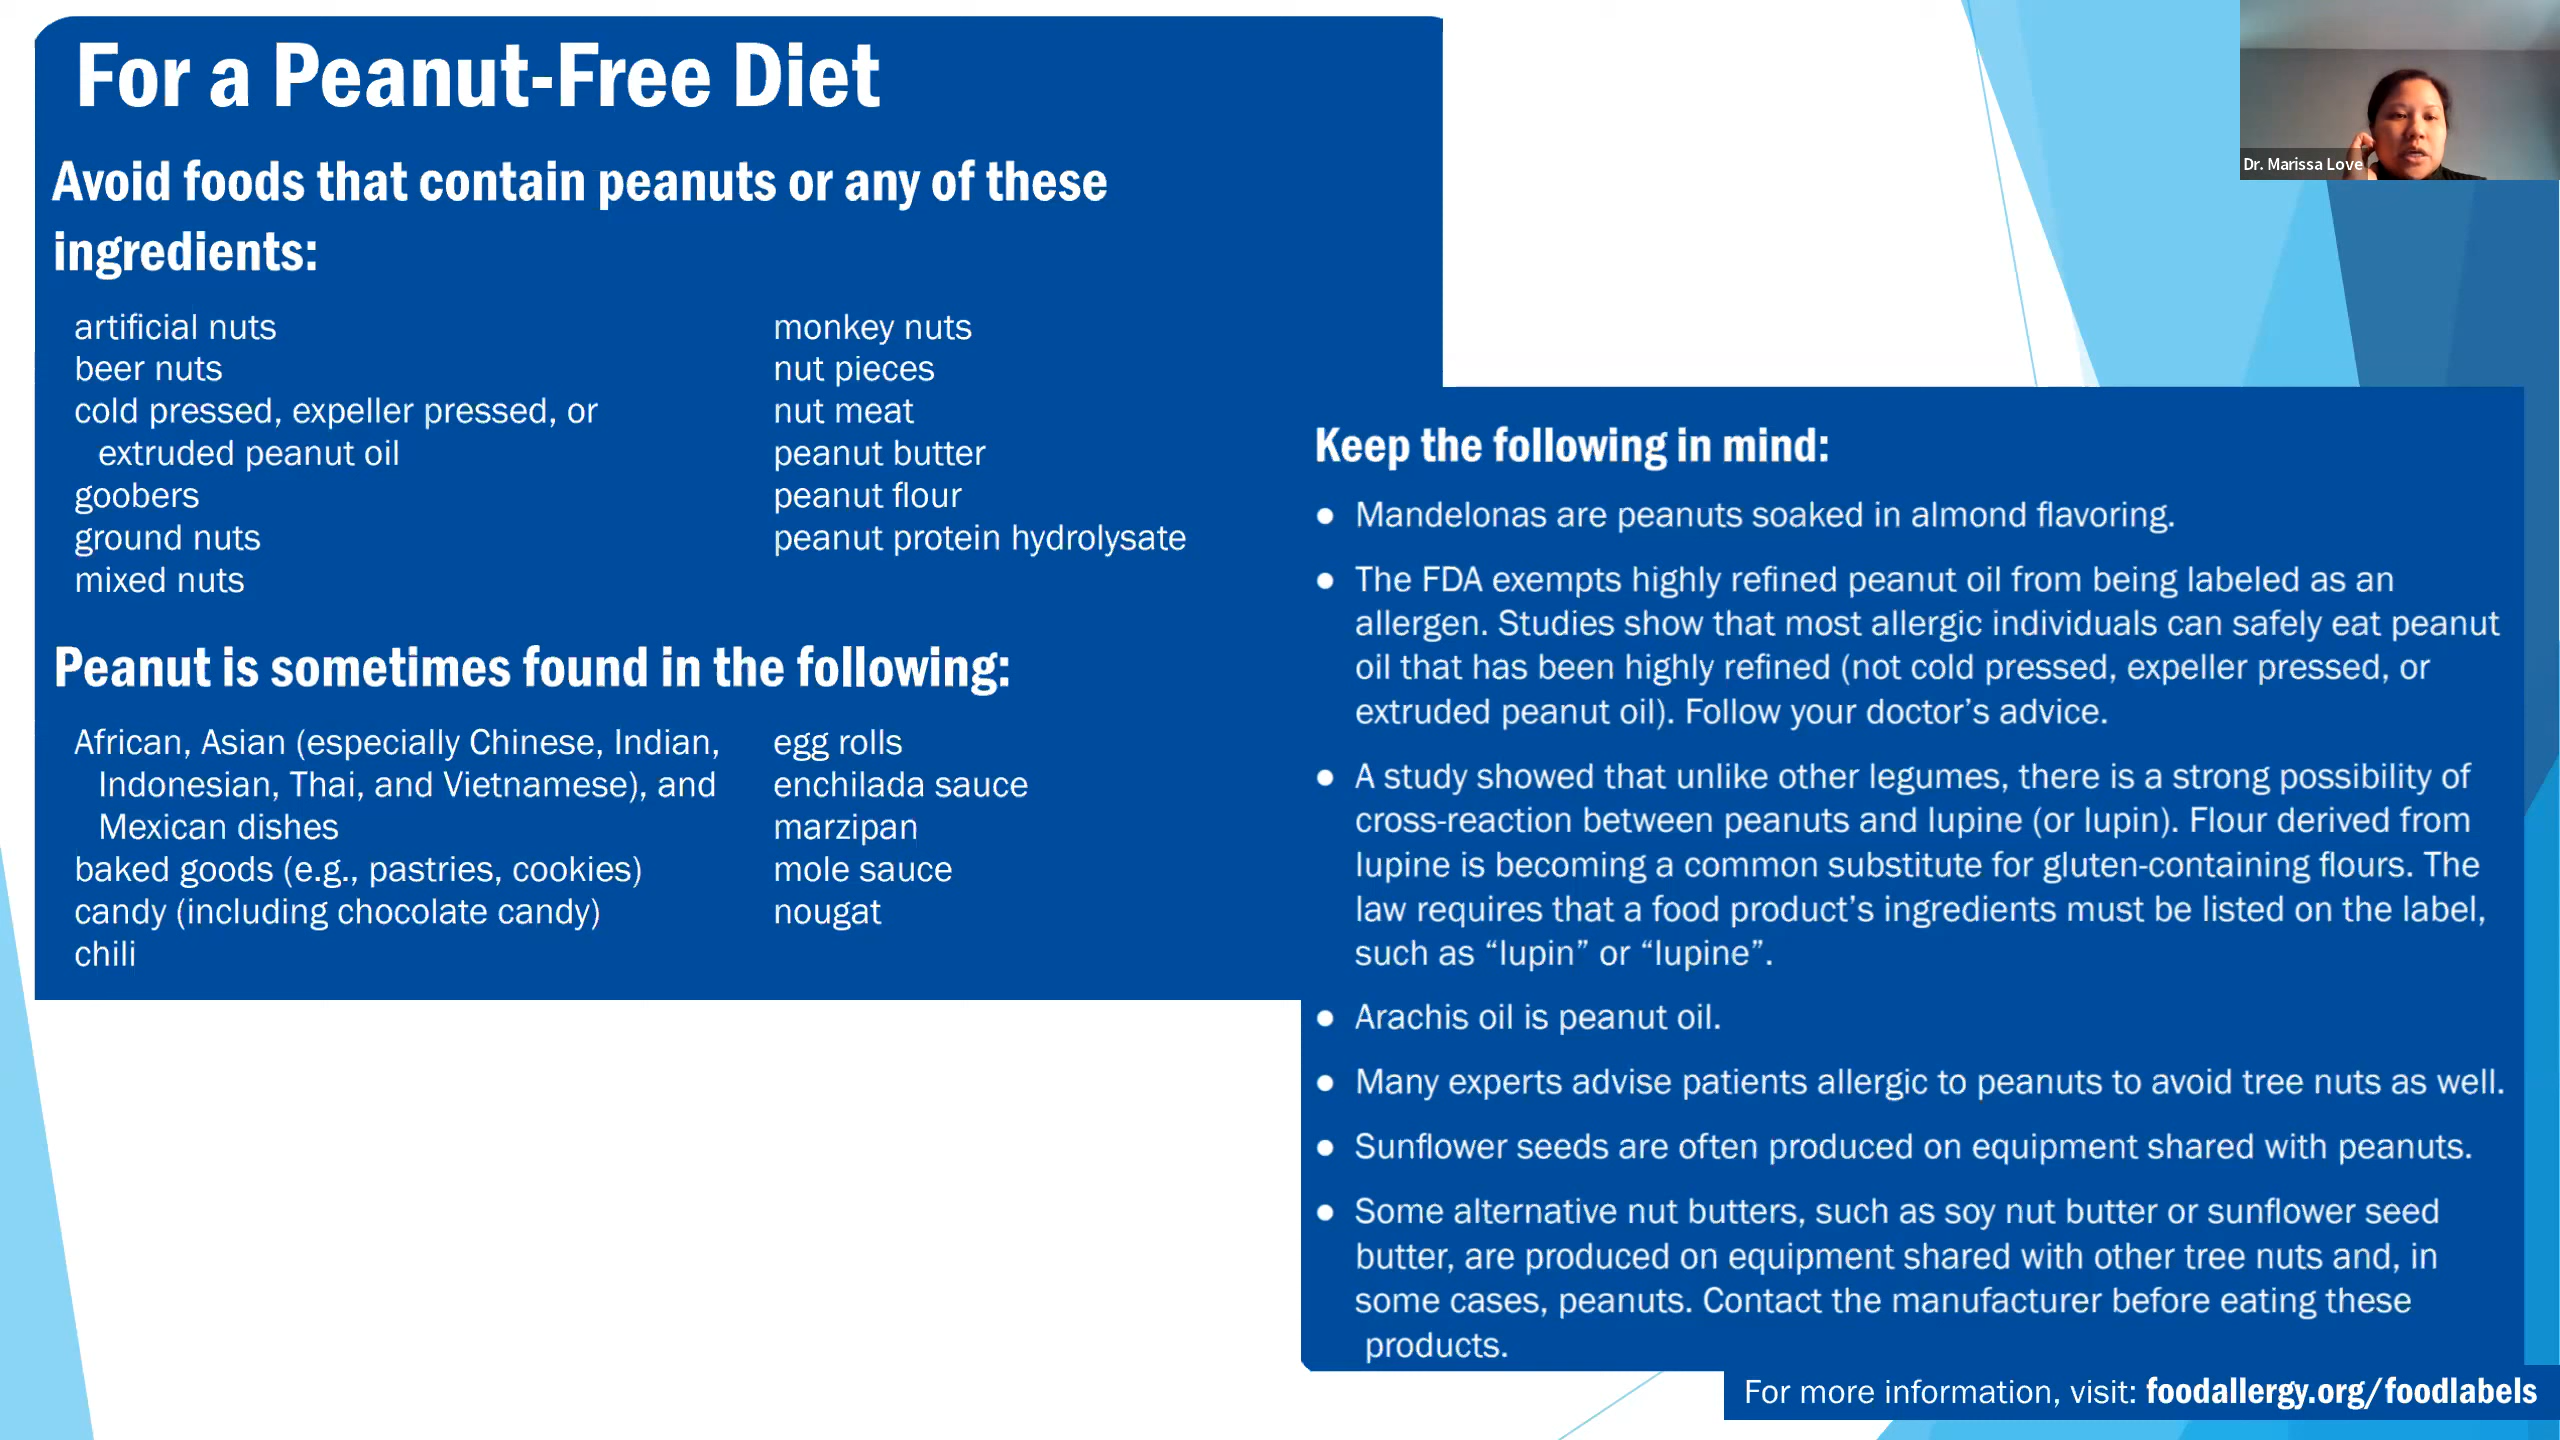 For a Peanut-Free Diet
Avoid foods that contain peanuts or any of these
ingredients:
artificial nuts
beer nuts
cold pressed, expeller pressed, or
extruded peanut oil
goobers
ground nuts
mixed nuts
monkey nuts
nut pieces
nut meat
peanut butter
peanut flour
peanut protein hydrolysate
Peanut is sometimes found in the following:
African, Asian (especially Chinese, Indian,
Indonesian, Thai, and Vietnamese), and
Mexican dishes
baked goods (e.g., pastries, cookies)
candy (including chocolate candy)
chili
egg rolls
enchilada sauce
marzipan
mole sauce
nougat
Dr. Marissa Love
Keep the following in mind:
● Mandelonas are peanuts soaked in almond flavoring.
● The FDA exempts highly refined peanut oil from being labeled as an
allergen. Studies show that most allergic individuals can safely eat peanut
oil that has been highly refined (not cold pressed, expeller pressed, or
extruded peanut oil). Follow your doctor’s advice.
● A study showed that unlike other legumes, there is a strong possibility of
cross-reaction between peanuts and lupine (or lupin). Flour derived from
lupine is becoming a common substitute for gluten-containing flours. The
law requires that a food product’s ingredients must be listed on the label,
such as “lupin” or “lupine”.
● Arachis oil is peanut oil.
● Many experts advise patients allergic to peanuts to avoid tree nuts as well.
● Sunflower seeds are often produced on equipment shared with peanuts.
● Some alternative nut butters, such as soy nut butter or sunflower seed
butter, are produced on equipment shared with other tree nuts and, in
some cases, peanuts. Contact the manufacturer before eating these
products.
For more information, visit: foodallergy.org/foodlabels